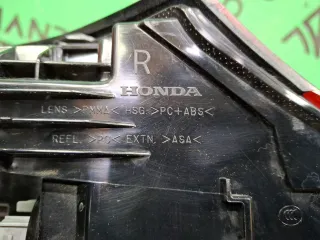 R
HONDA
LENS >PMMA< HSG >PC+ABS<
REFL. >PC< EXTN. >ASA<